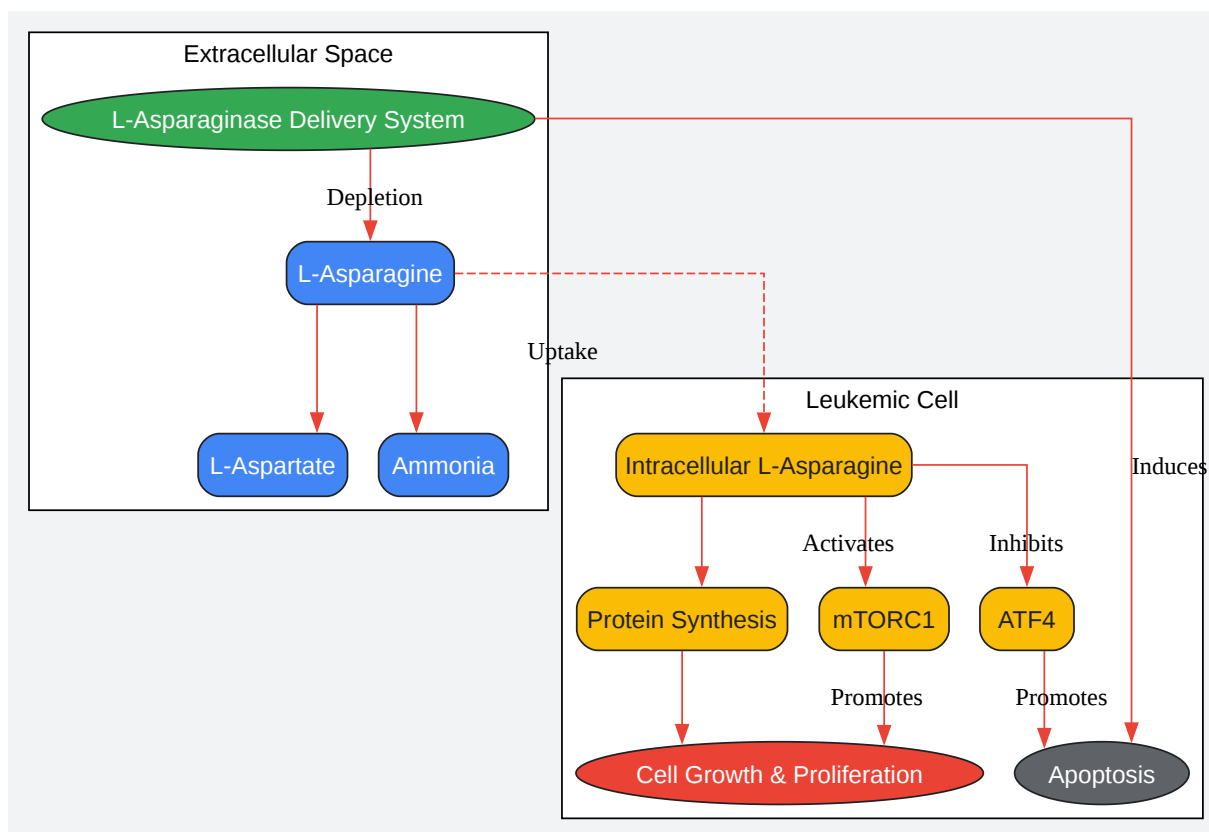 Extracellular Space
L-Asparaginase Delivery System
Depletion
L-Asparagine
Uptake
L-Aspartate
Ammonia
Leukemic Cell
Intracellular L-Asparagine
Induces
Activates
Inhibits
Protein Synthesis
mTORC1
ATF4
Promotes
Promotes
Cell Growth & Proliferation
Apoptosis